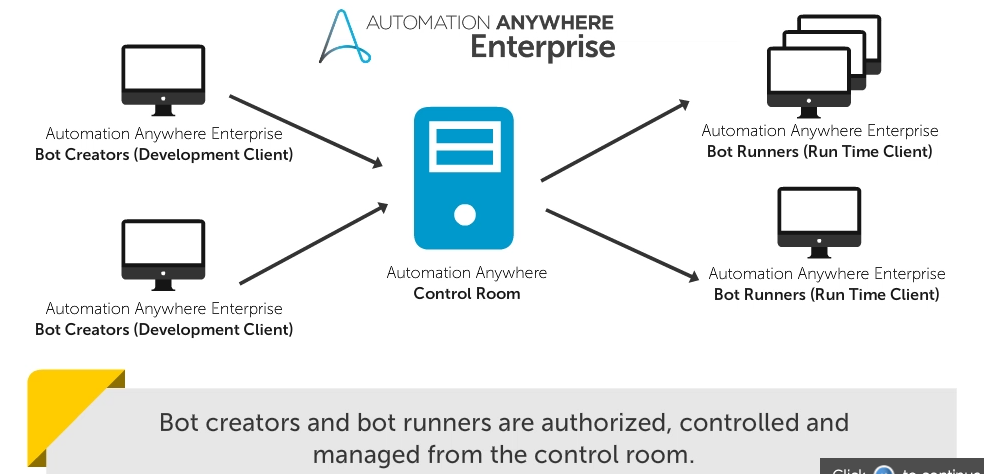 AUTOMATION ANYWHERE
Enterprise
Automation Anywhere Enterprise
Bot Creators (Development Client)
Automation Anywhere Enterprise
Bot Runners (Run Time Client)
Automation Anywhere
Control Room
Automation Anywhere Enterprise
Bot Runners (Run Time Client)
Automation Anywhere Enterprise
Bot Creators (Development Client)
Bot creators and bot runners are authorized, controlled and
managed from the control room.
Click to continue